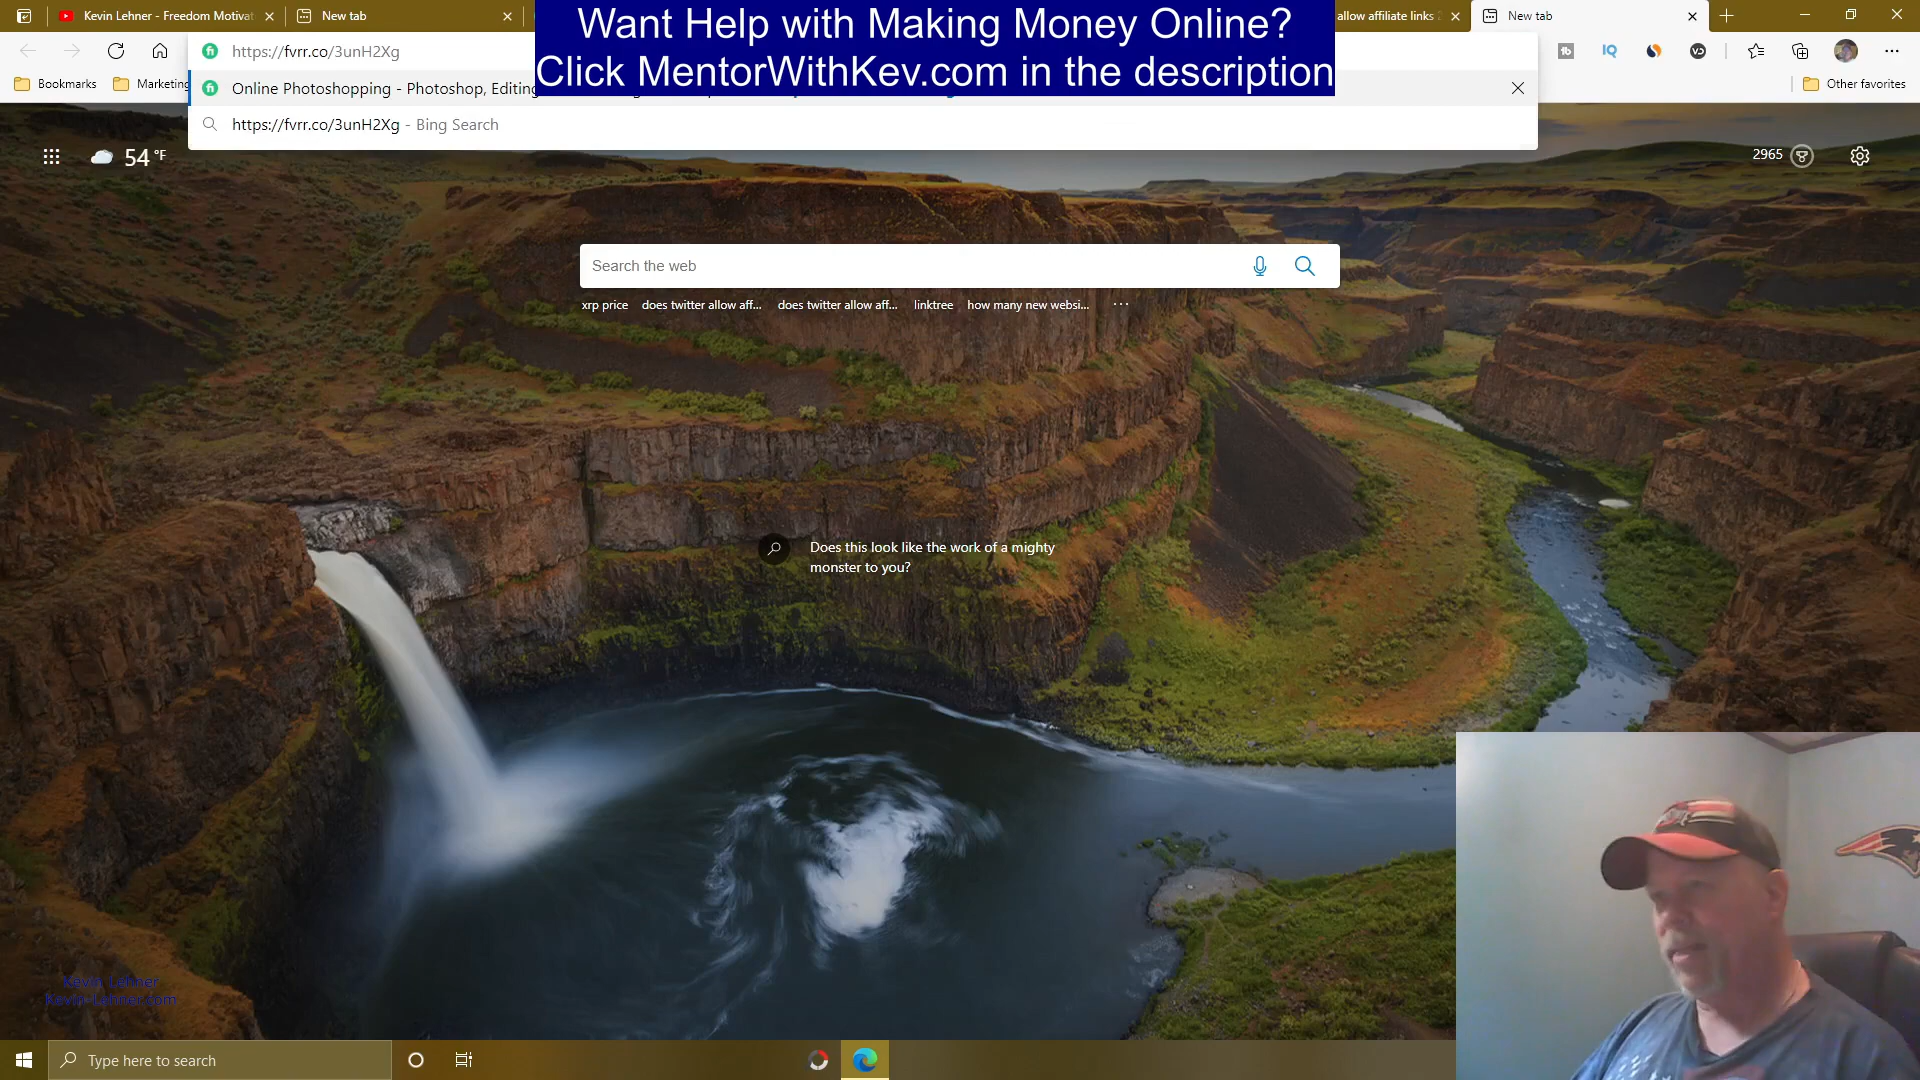 Kevin Lehner - Freedom Motivat
New tab
Want Help with Making Money Online?
allow affiliate links
New tab
https://fvrr.co/3unH2Xg
Click MentorWithKev.com in the description
Bookmarks
Marketing
Online Photoshopping - Photoshop, Editing
Other favorites
https://fvrr.co/3unH2Xg - Bing Search
54 °F
2965
Search the web
xrp price
does twitter allow aff...
does twitter allow aff...
linktree
how many new websi...
Does this look like the work of a mighty
monster to you?
Kevin Lehner
Kevin-Lehner.com
Type here to search